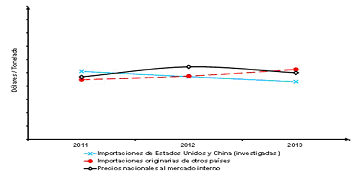 Dólares/Tonelada
2011
2012
2013
Importaciones de Estados Unidos y China (investigadas)
Importaciones originarias de otros países
Precios nacionales al mercado interno